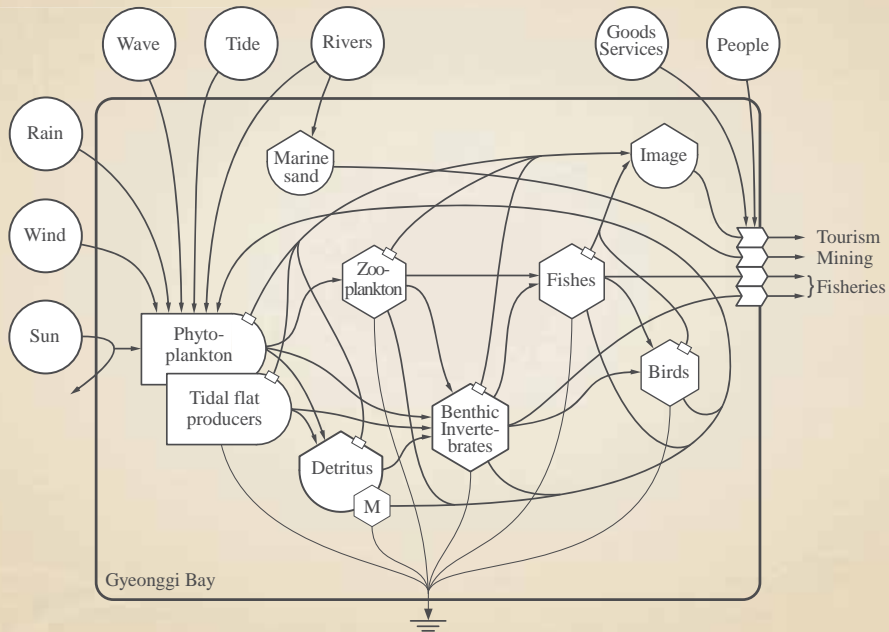 Wave
Tide
Rivers
Goods
Services
People
Rain
Marine
sand
Image
Wind
Tourism
Mining
Fisheries
Zoo-
plankton
Fishes
Sun
Phyto-
plankton
Birds
Tidal flat
producers
Benthic
Inverte-
brates
Detritus
M
Gyeonggi Bay